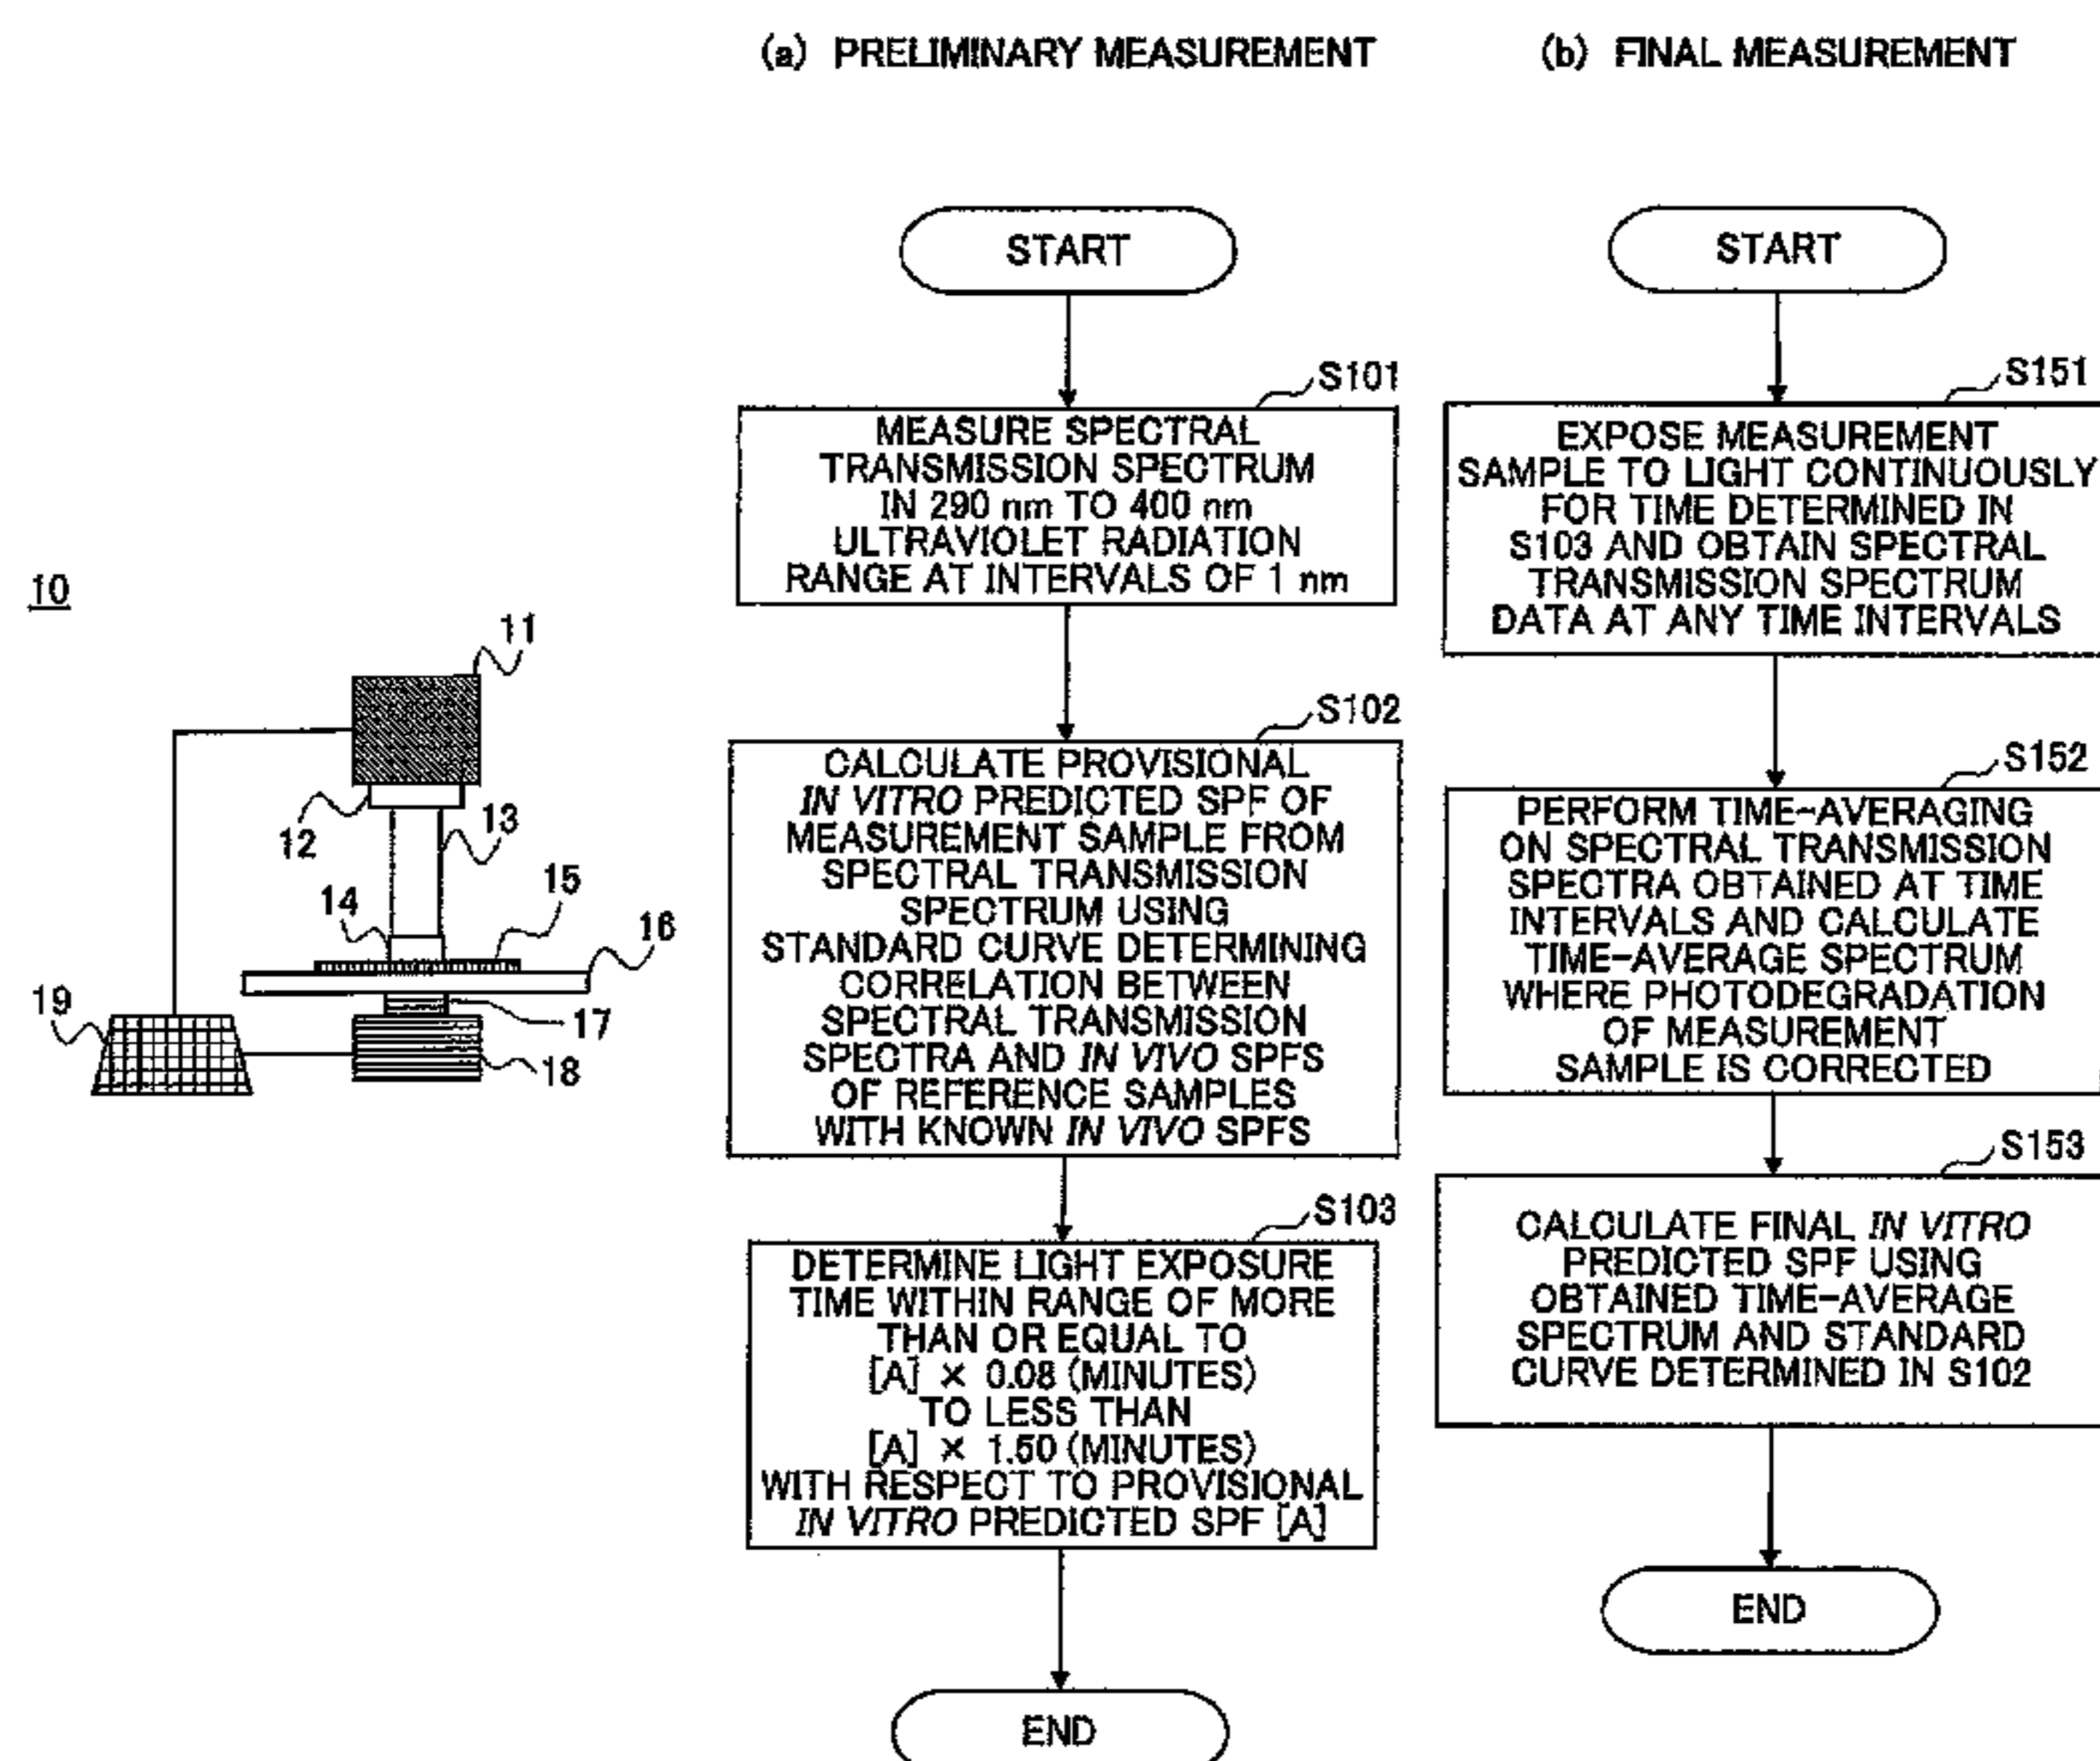 (a) PRELIMINARY MEASUREMENT
START
S101
MEASURE SPECTRAL
TRANSMISSION SPECTRUM
IN 290 nm TO 400 nm
ULTRAVIOLET RADIATION
RANGE AT INTERVALS OF 1 nm
S102
CALCULATE PROVISIONAL
IN VITRO PREDICTED SPF OF
MEASUREMENT SAMPLE FROM
SPECTRAL TRANSMISSION
SPECTRUM USING
STANDARD CURVE DETERMINING
CORRELATION BETWEEN
SPECTRAL TRANSMISSION
SPECTRA AND IN VIVO SPFS
OF REFERENCE SAMPLES
WITH KNOWN IN VIVO SPFS
S103
DETERMINE LIGHT EXPOSURE
TIME WITHIN RANGE OF MORE
THAN OR EQUAL TO
[A] × 0.08 (MINUTES)
TO LESS THAN
[A] × 1.50 (MINUTES)
WITH RESPECT TO PROVISIONAL
IN VITRO PREDICTED SPF [A]
END
(b) FINAL MEASUREMENT
START
S151
EXPOSE MEASUREMENT
SAMPLE TO LIGHT CONTINUOUSLY
FOR TIME DETERMINED IN
S103 AND OBTAIN SPECTRAL
TRANSMISSION SPECTRUM
DATA AT ANY TIME INTERVALS
S152
PERFORM TIME-AVERAGING
ON SPECTRAL TRANSMISSION
SPECTRA OBTAINED AT TIME
INTERVALS AND CALCULATE
TIME-AVERAGE SPECTRUM
WHERE PHOTODEGRADATION
OF MEASUREMENT
SAMPLE IS CORRECTED
S153
CALCULATE FINAL IN VITRO
PREDICTED SPF USING
OBTAINED TIME-AVERAGE
SPECTRUM AND STANDARD
CURVE DETERMINED IN S102
END
10
11
12
13
14
15
16
17
18
19